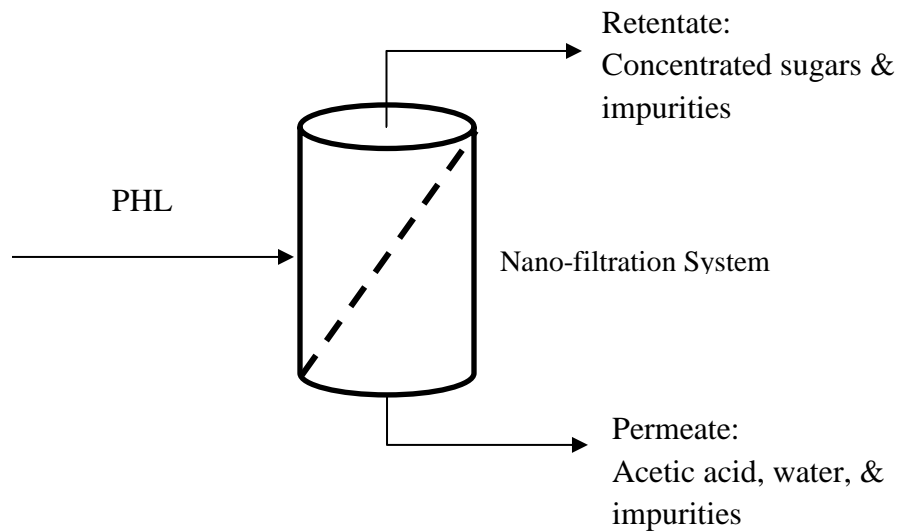 Retentate:
Concentrated sugars &
impurities
PHL
Nano-filtration System
Permeate:
Acetic acid, water, &
impurities